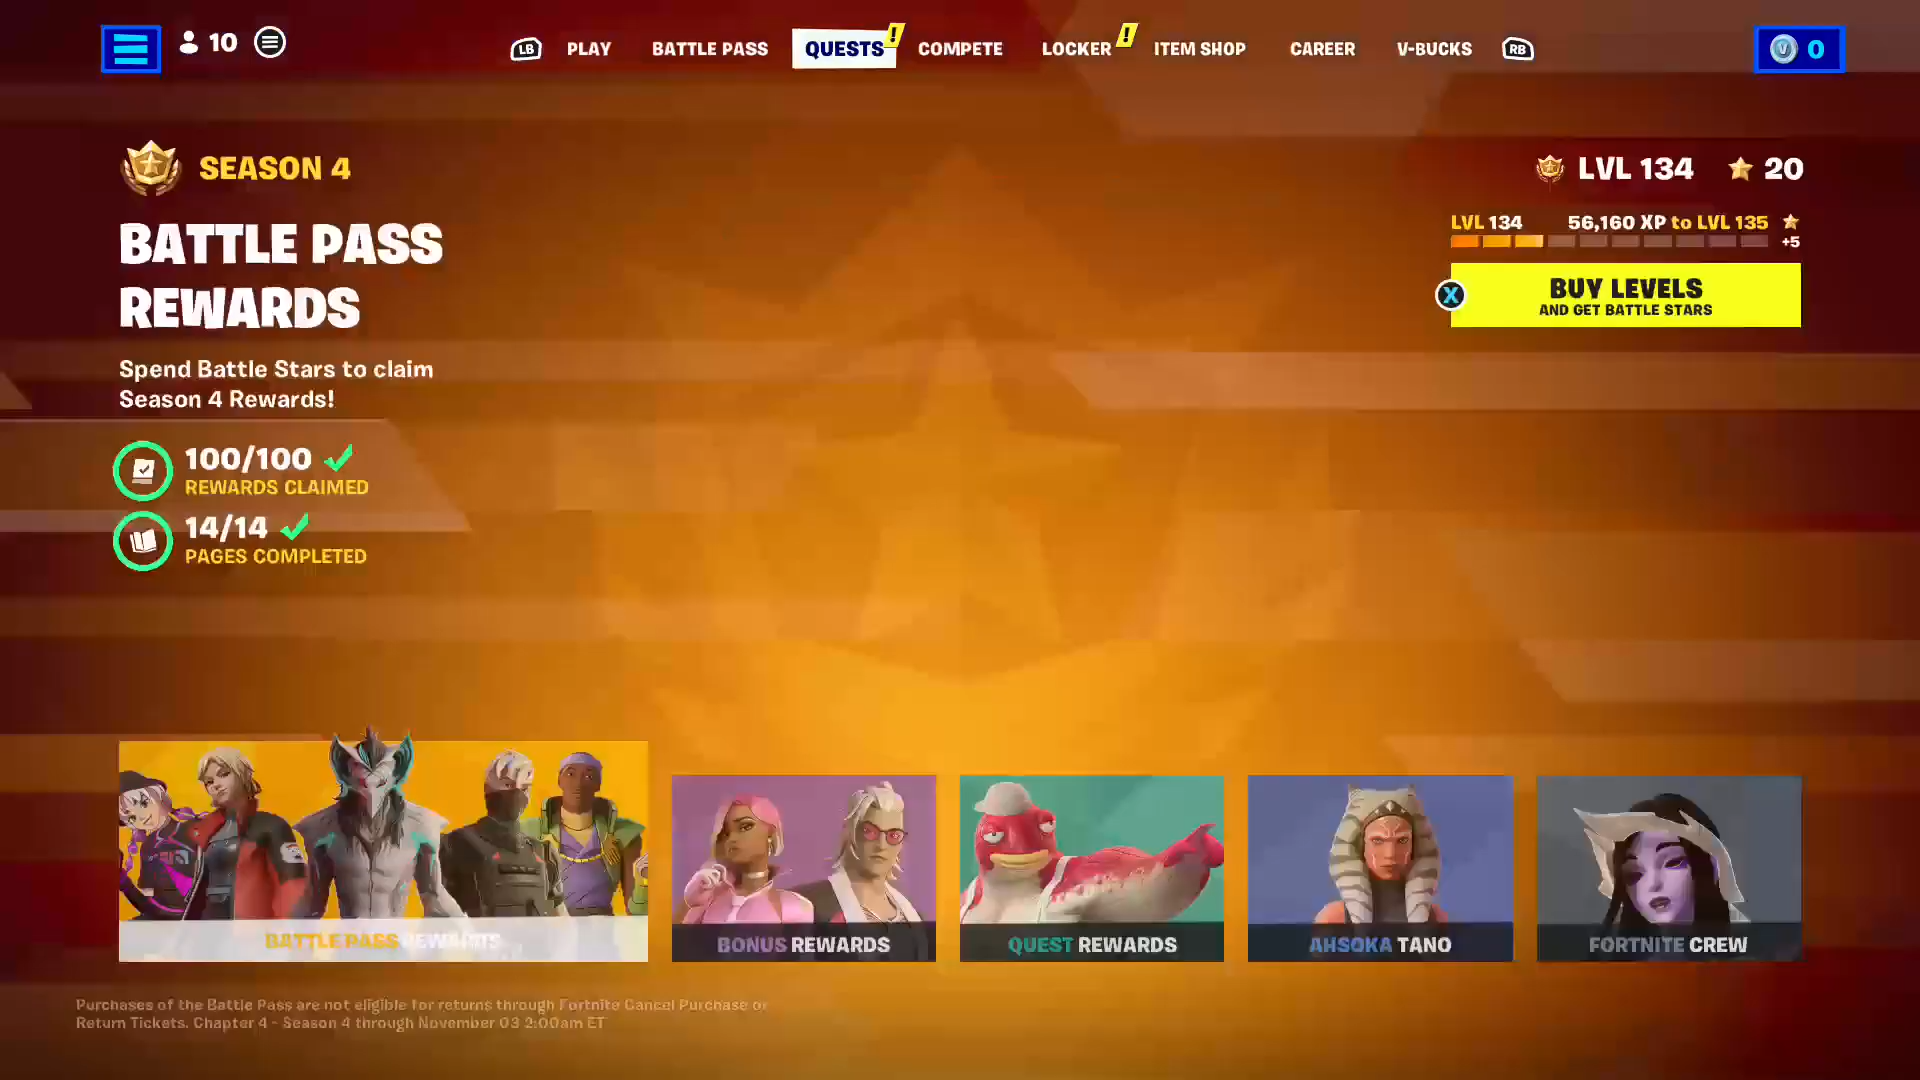 10
LB PLAY BATTLE PASS QUESTS ! COMPETE LOCKER ! ITEM SHOP CAREER V-BUCKS RB
V 0
SEASON 4
BATTLE PASS
REWARDS
Spend Battle Stars to claim
Season 4 Rewards!
100/100
REWARDS CLAIMED
14/14
PAGES COMPLETED
LVL 134 20
LVL 134 56,160 XP to LVL 135
+5
X BUY LEVELS
AND GET BATTLE STARS
BATTLE PASS REWARDS
BONUS REWARDS
QUEST REWARDS
AHSOKA TANO
FORTNITE CREW
Purchases of the Battle Pass are not eligible for returns through Fortnite Cancel Purchase or
Return Tickets. Chapter 4 - Season 4 through November 03 2:00am ET